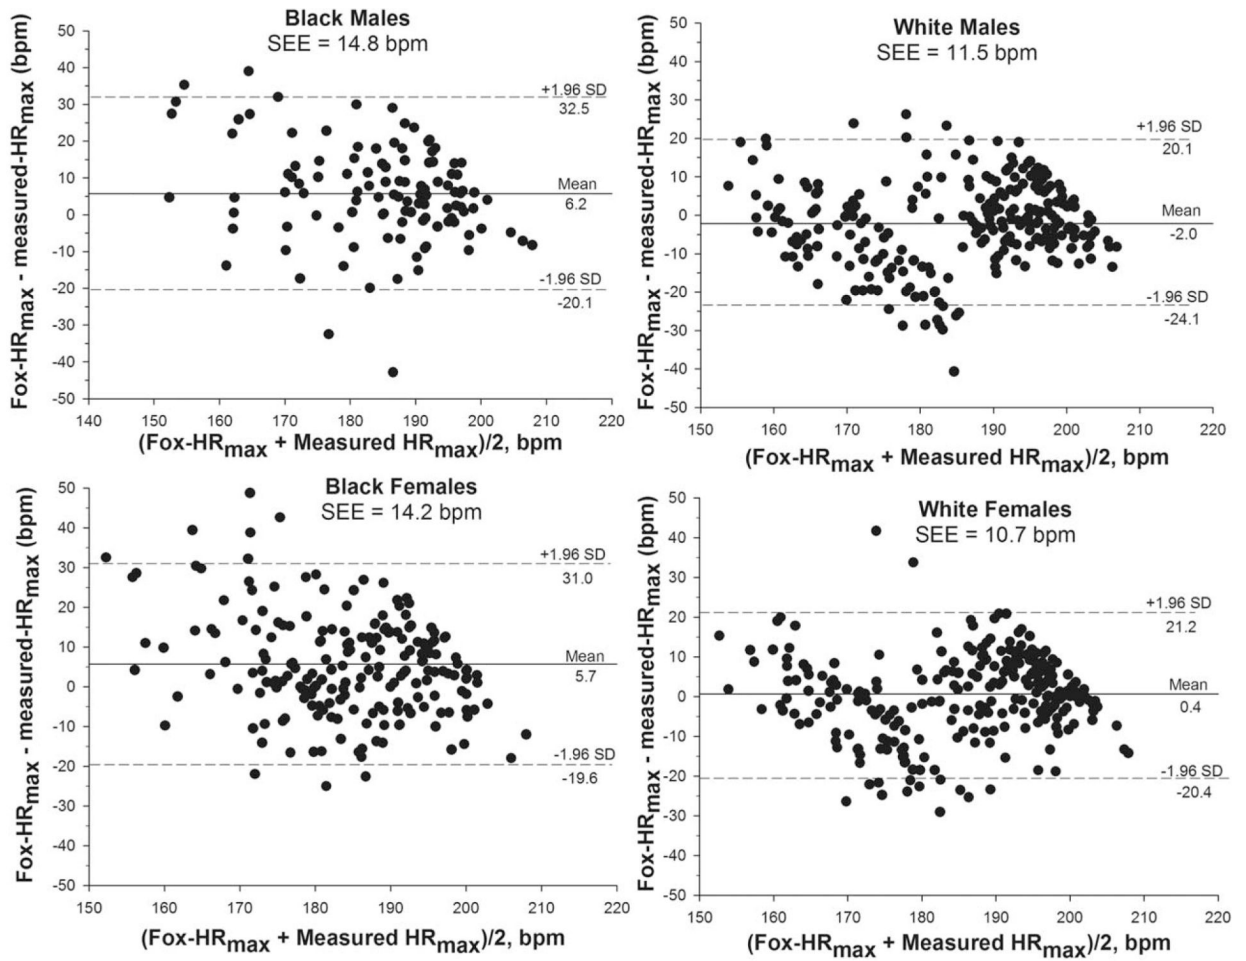 Black Males
SEE = 14.8 bpm
Fox-HRmax - measured-HRmax (bpm)
50
40
30
20
10
0
-10
-20
-30
-40
-50
+1.96 SD
32.5
Mean
6.2
-1.96 SD
-20.1
140 150 160 170 180 190 200 210 220
(Fox-HRmax + Measured HRmax)/2, bpm
White Males
SEE = 11.5 bpm
Fox-HRmax - measured-HRmax (bpm)
50
40
30
20
10
0
-10
-20
-30
-40
-50
+1.96 SD
20.1
Mean
-2.0
-1.96 SD
-24.1
150 160 170 180 190 200 210 220
(Fox-HRmax + Measured HRmax)/2, bpm
Black Females
SEE = 14.2 bpm
Fox-HRmax - measured-HRmax (bpm)
50
40
30
20
10
0
-10
-20
-30
-40
-50
+1.96 SD
31.0
Mean
5.7
-1.96 SD
-19.6
150 160 170 180 190 200 210 220
(Fox-HRmax + Measured HRmax)/2, bpm
White Females
SEE = 10.7 bpm
Fox-HRmax - measured-HRmax (bpm)
50
40
30
20
10
0
-10
-20
-30
-40
-50
+1.96 SD
21.2
Mean
0.4
-1.96 SD
-20.4
150 160 170 180 190 200 210 220
(Fox-HRmax + Measured HRmax)/2, bpm